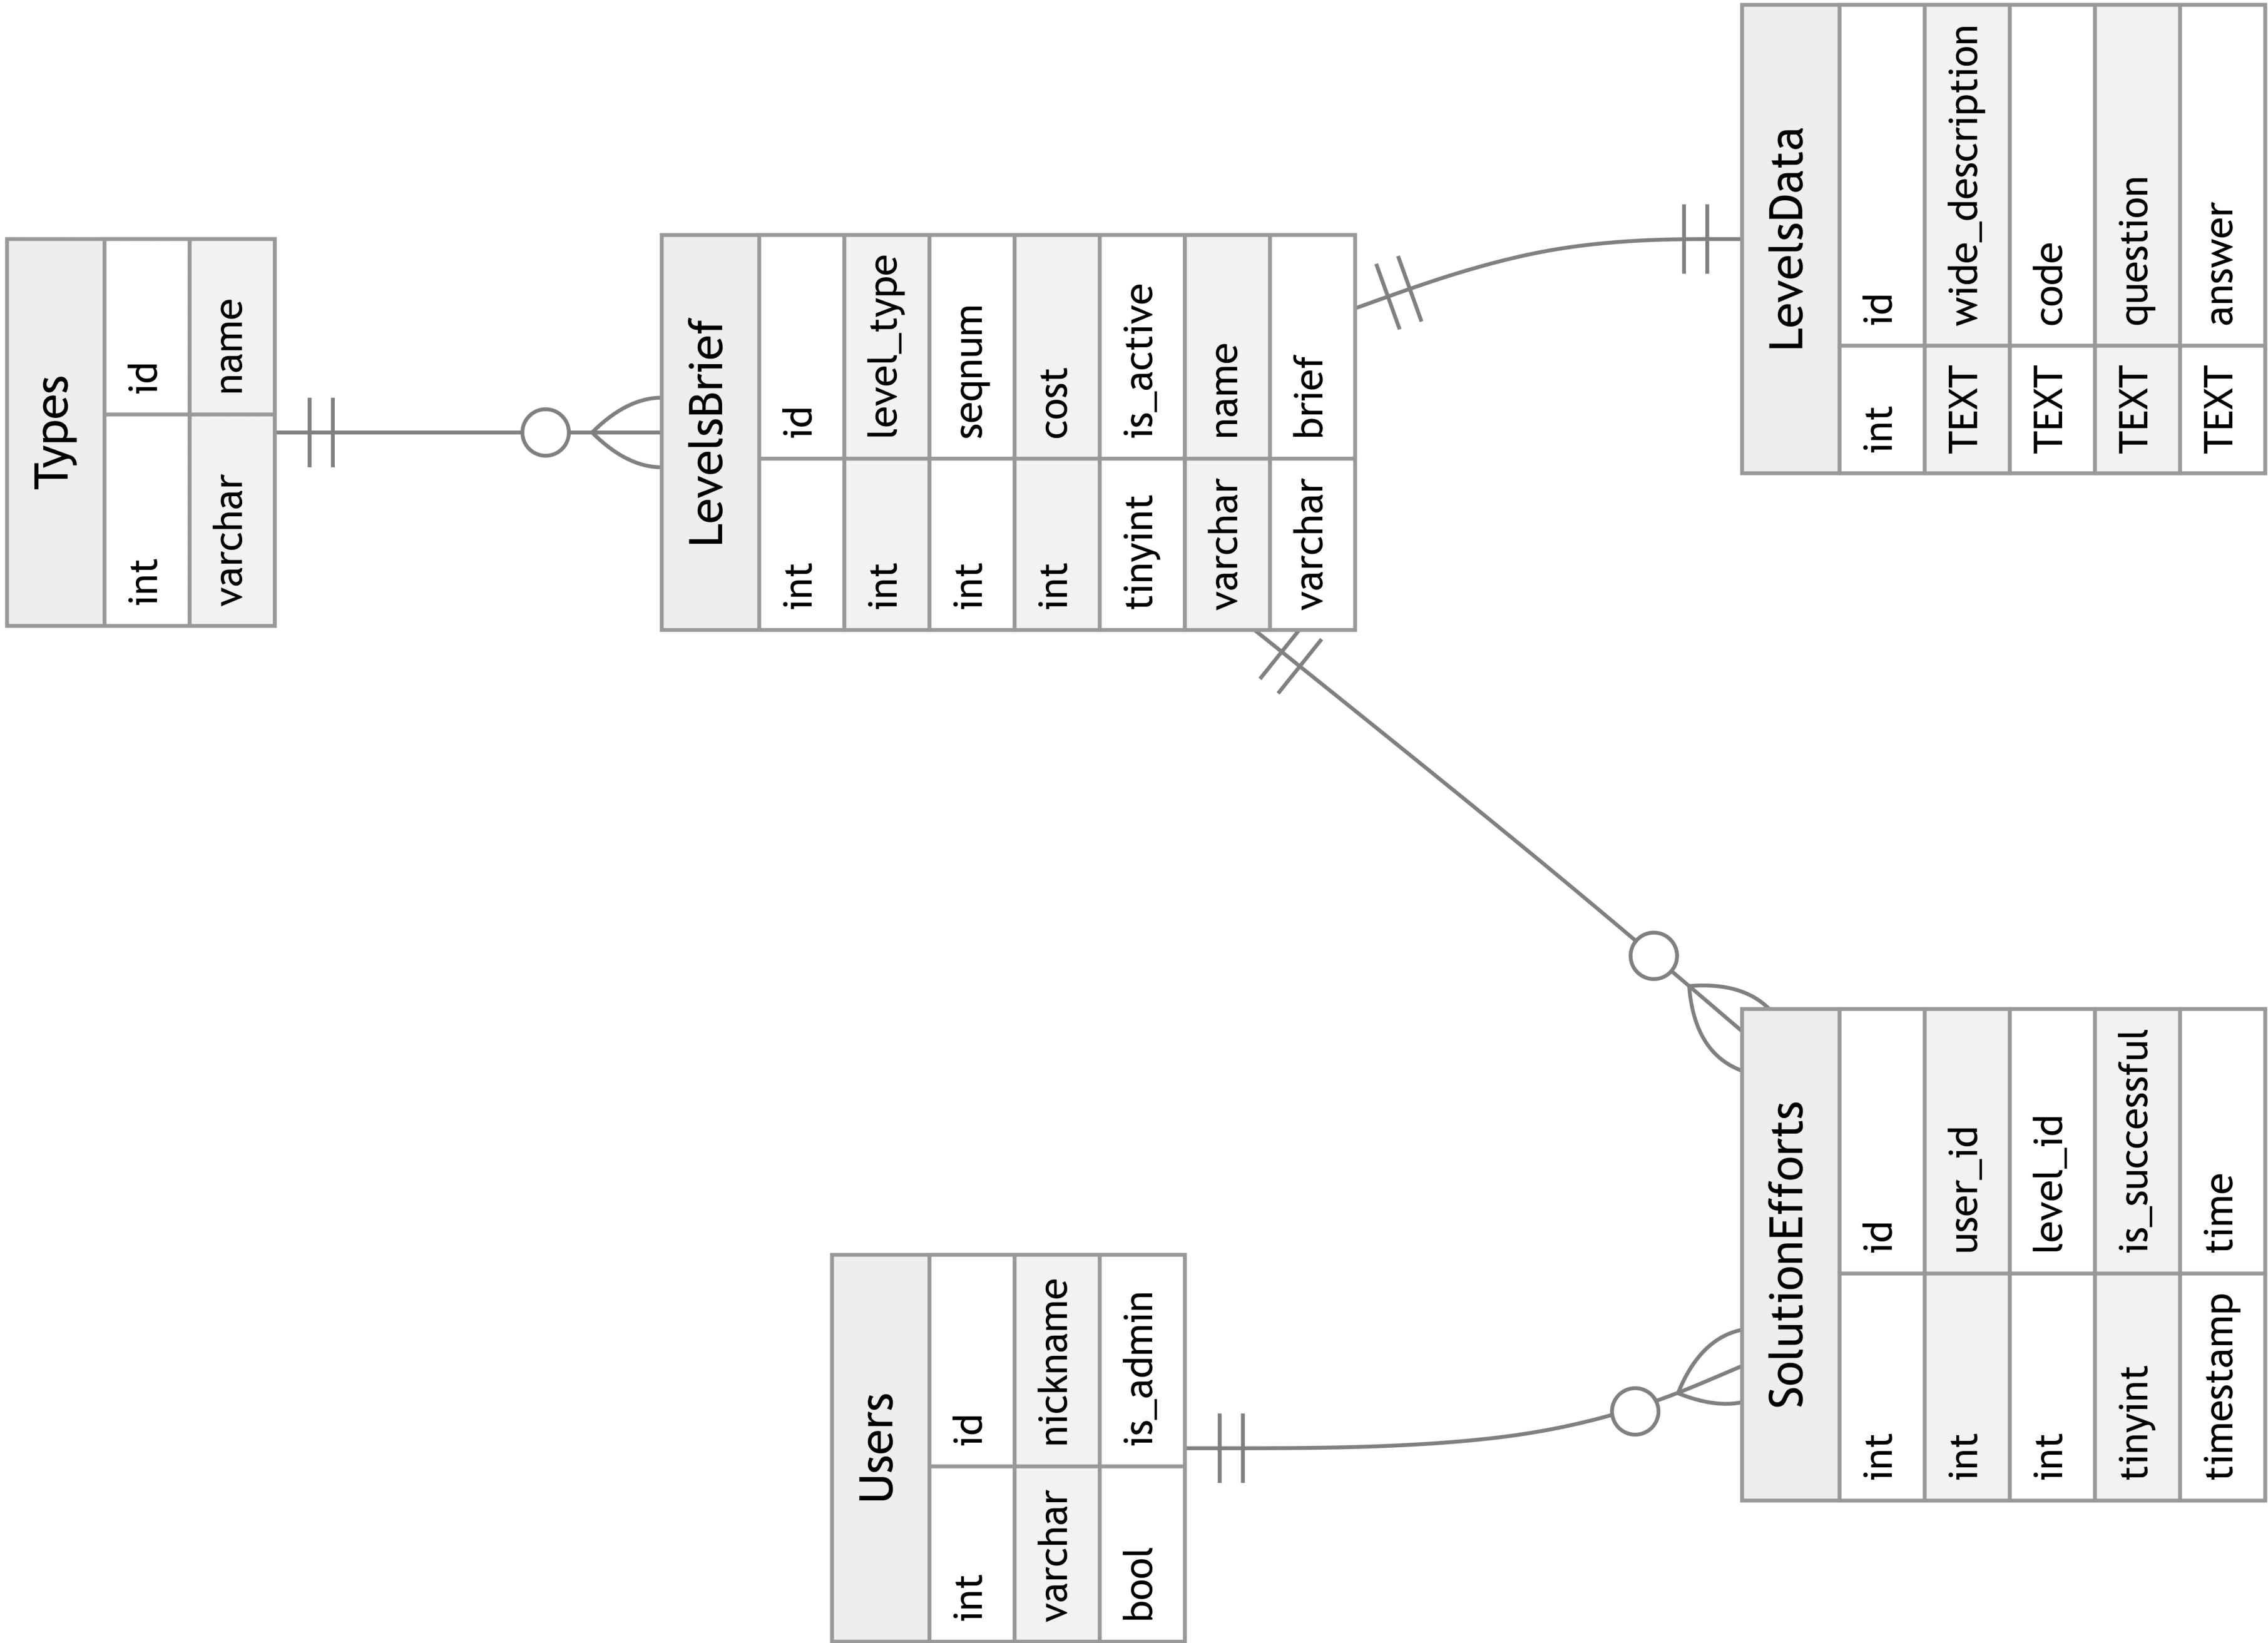 Types
int id
varchar name
LevelsBrief
int id
int level_type
int seqnum
int cost
tinyint is_active
varchar name
varchar brief
Users
int id
varchar nickname
bool is_admin
SolutionEfforts
int id
int user_id
int level_id
tinyint is_successful
timestamp time
LevelsData
int id
TEXT wide_description
TEXT code
TEXT question
TEXT answer